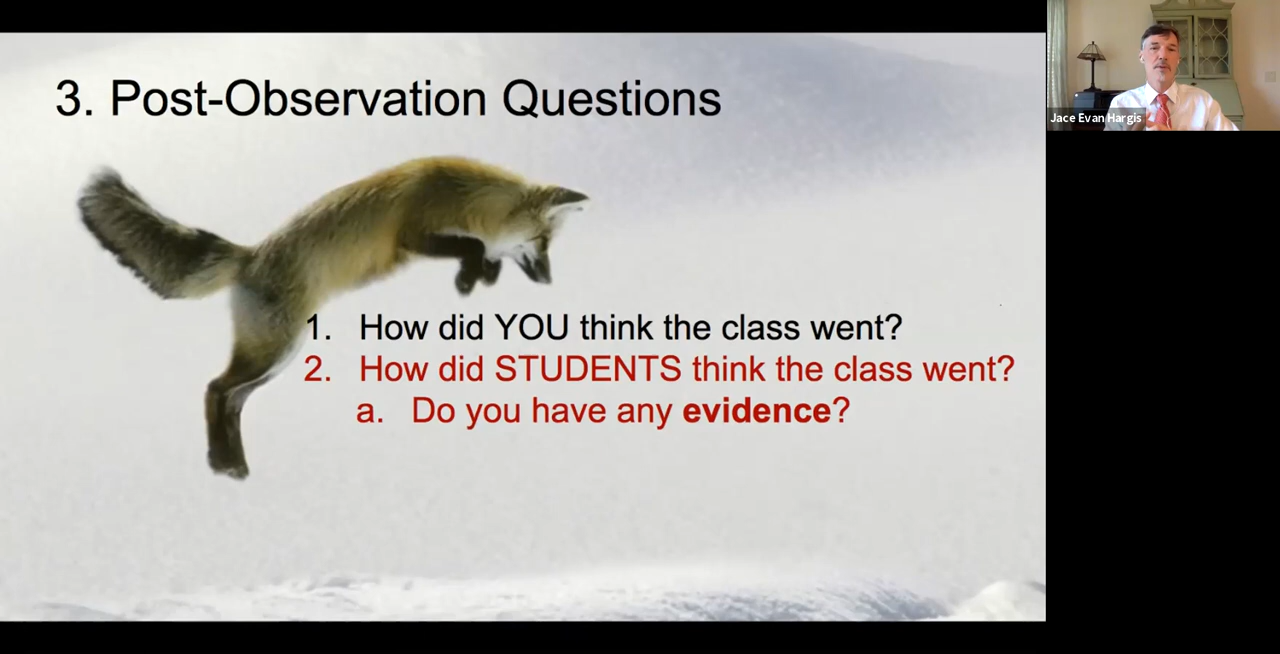 3. Post-Observation Questions
1. How did YOU think the class went?
2. How did STUDENTS think the class went?
a. Do you have any evidence?
Jace Evan Hargis